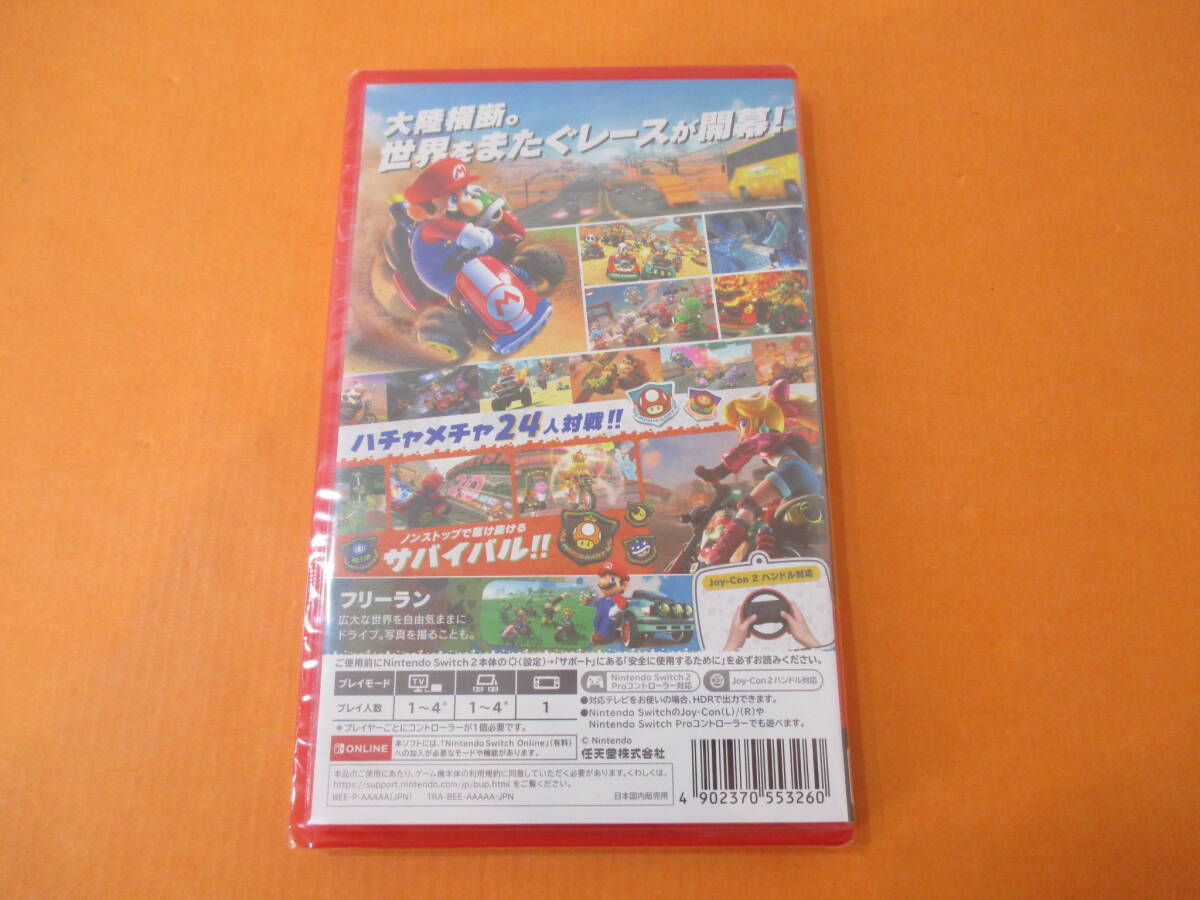 大陸横断。
世界をまたぐレースが開幕！
ハチャメチャ24人対戦!!
ノンストップで駆け抜ける
サバイバル!!
フリーラン
広大な世界を自由気ままに
ドライブ。写真を撮ることも。
Joy-Con 2 ハンドル対応
ご使用前にNintendo Switch 2本体の(設定)→「サポート」にある「安全に使用するために」を必ずお読みください。
プレイモード
TV
プレイ人数
1～4*
1～4*
1
Nintendo Switch 2
Proコントローラー対応
Joy-Con 2ハンドル対応
●対応テレビをお使いの場合、HDRで出力できます。
●Nintendo SwitchのJoy-Con(L)/(R)や
Nintendo Switch Proコントローラーでも遊べます。
*プレイヤーごとにコントローラーが1個必要です。
ONLINE
本ソフトには、「Nintendo Switch Online」(有料)
への加入が必要なモードや機能があります。
© Nintendo
任天堂株式会社
本品のご使用にあたり、ゲーム機本体の利用規約に同意していただく必要があります。くわしくは、
https://support.nintendo.com/jp/bup.html をご覧ください。
BEE-P-AAAAA(JPN)
TRA-BEE-AAAAA-JPN
日本国内販売用
4 902370 553260